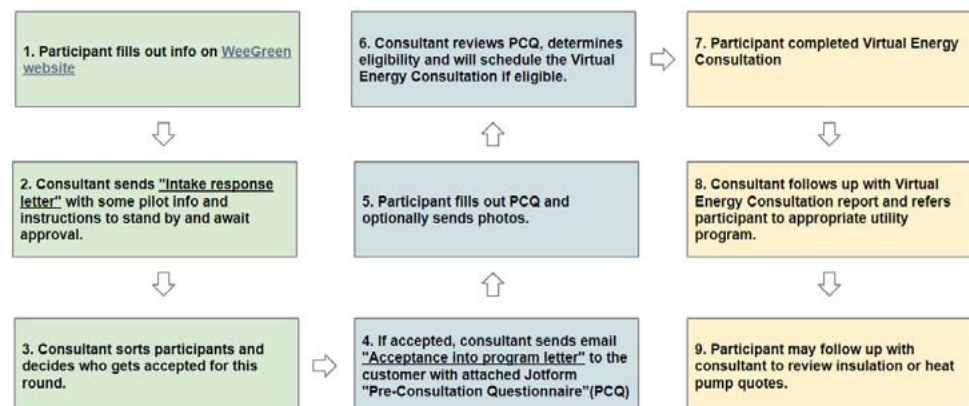 1. Participant fills out info on WeeGreen
website
2. Consultant sends "Intake response
letter" with some pilot info and
instructions to stand by and await
approval.
3. Consultant sorts participants and
decides who gets accepted for this
round.
4. If accepted, consultant sends email
"Acceptance into program letter" to the
customer with attached Jotform
"Pre-Consultation Questionnaire"(PCQ)
5. Participant fills out PCQ and
optionally sends photos.
6. Consultant reviews PCQ, determines
eligibility and will schedule the Virtual
Energy Consultation if eligible.
7. Participant completed Virtual Energy
Consultation
8. Consultant follows up with Virtual
Energy Consultation report and refers
participant to appropriate utility
program.
9. Participant may follow up with
consultant to review insulation or heat
pump quotes.